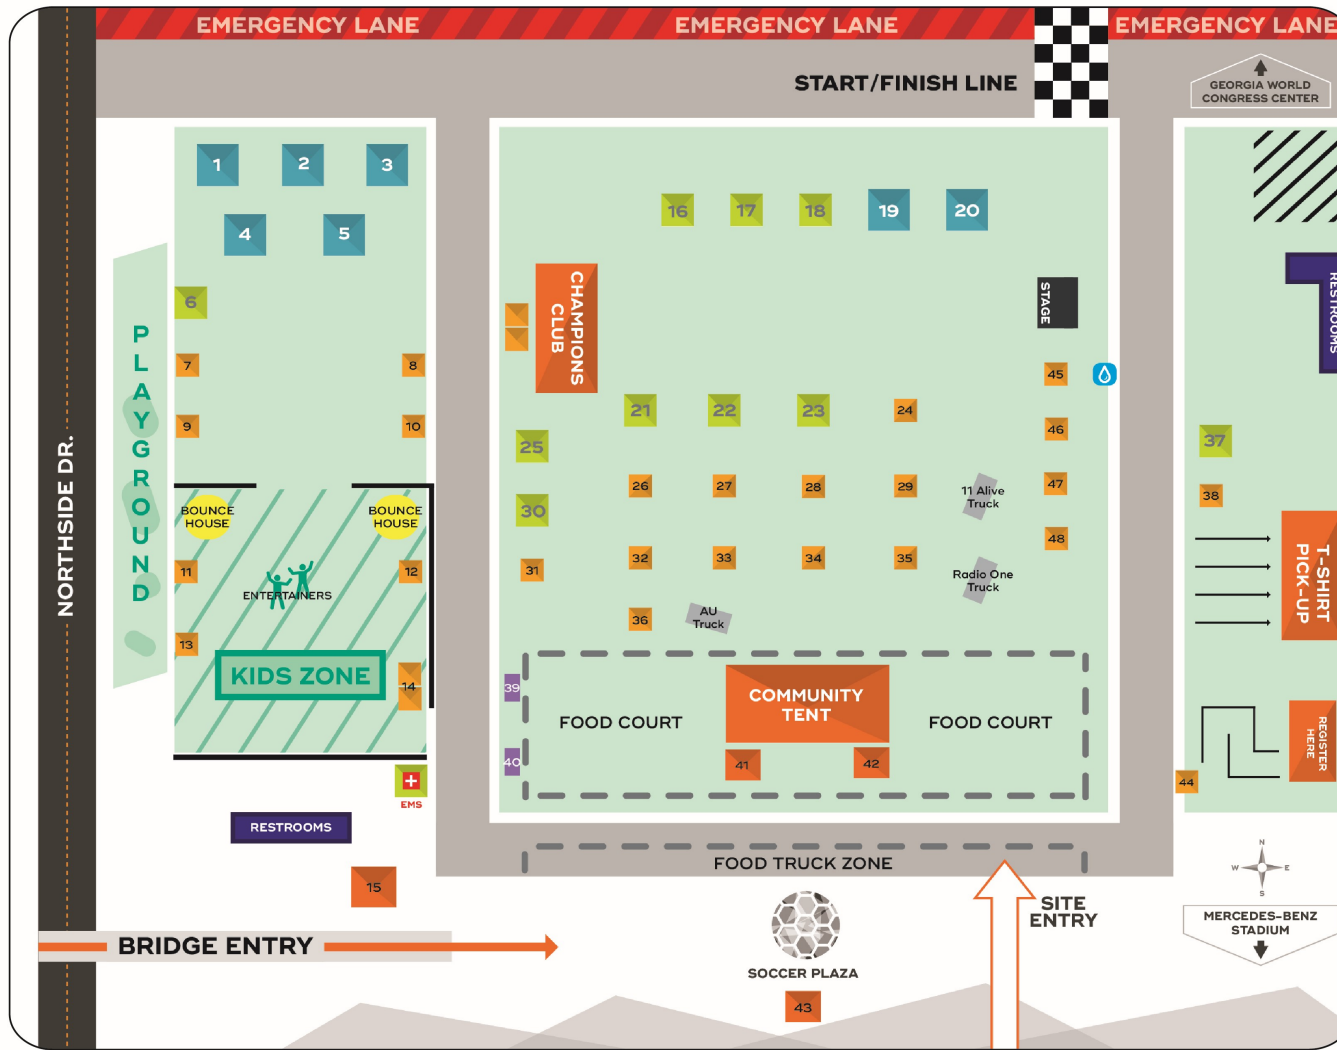 EMERGENCY LANE
EMERGENCY LANE
EMERGENCY LANE
START/FINISH LINE
GEORGIA WORLD
CONGRESS CENTER
1
2
3
4
5
6
7
8
9
10
PLAYGROUND
NORTHSIDE DR.
BOUNCE
HOUSE
BOUNCE
HOUSE
11
12
ENTERTAINERS
13
KIDS ZONE
14
EMS
RESTROOMS
15
BRIDGE ENTRY
16
17
18
19
20
CHAMPIONS
CLUB
STAGE
21
22
23
24
25
26
27
28
29
30
31
32
33
34
35
36
11 Alive
Truck
Radio One
Truck
AU
Truck
45
46
47
48
39
40
FOOD COURT
COMMUNITY
TENT
FOOD COURT
41
42
FOOD TRUCK ZONE
SOCCER PLAZA
43
SITE
ENTRY
RESTROOMS
37
38
T-SHIRT
PICK-UP
REGISTER
HERE
44
N
W
E
S
MERCEDES-BENZ
STADIUM